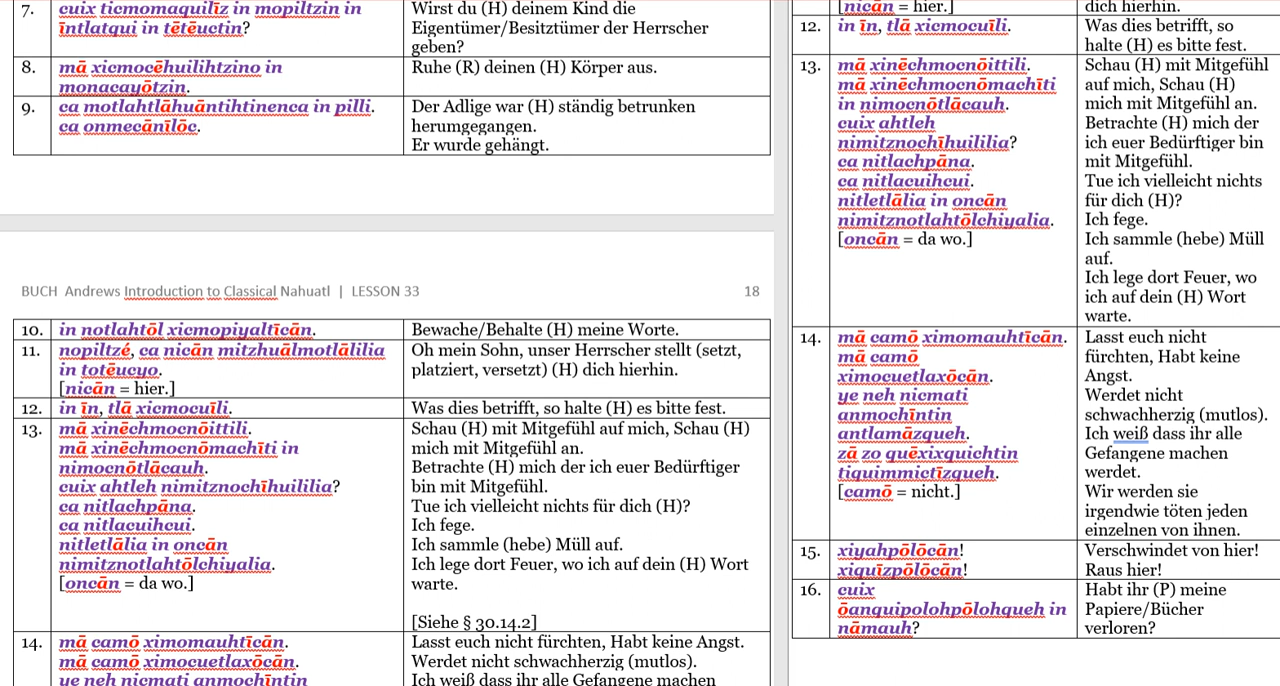 7. cuix ticmomaquilīz in mopiltzin in Wirst du (H) deinem Kind die
īntlatqui in tētēuctin? Eigentümer/Besitztümer der Herrscher
geben?
8. mā xicmocēhuilihtzino in Ruhe (R) deinen (H) Körper aus.
monacayōtzin.
9. ca motlahtlāhuāntihtinenca in pilli. Der Adlige war (H) ständig betrunken
ca onmecānīlōc. herumgegangen.
Er wurde gehängt.
BUCH Andrews Introduction to Classical Nahuatl | LESSON 33 18
10. in notlahtōl xicmopiyaltīcān. Bewache/Behalte (H) meine Worte.
11. nopiltzé, ca nicān mitzhuālmotlālilia Oh mein Sohn, unser Herrscher stellt (setzt,
in totēucyo. platziert, versetzt) (H) dich hierhin.
[nicān = hier.]
12. in īn, tlā xicmocuīli. Was dies betrifft, so halte (H) es bitte fest.
13. mā xinēchmocnōittili. Schau (H) mit Mitgefühl auf mich, Schau (H)
mā xinēchmocnōmachīti in mich mit Mitgefühl an.
nimocnōtlācauh. Betrachte (H) mich der ich euer Bedürftiger
cuix ahtleh nimitznochīhuililia? bin mit Mitgefühl.
ca nitlachpāna. Tue ich vielleicht nichts für dich (H)?
ca nitlacuihcui. Ich fege.
nitletlālia in oncān Ich sammle (hebe) Müll auf.
nimitznotlahtōlchiyalia. Ich lege dort Feuer, wo ich auf dein (H) Wort
[oncān = da wo.] warte.
[Siehe § 30.14.2]
14. mā camō ximomauhtīcān. Lasst euch nicht fürchten, Habt keine Angst.
mā camō ximocuetlaxōcān. Werdet nicht schwachherzig (mutlos).
ye neh nicmati anmochīntin Ich weiß dass ihr alle Gefangene machen
[nicān = hier.] dich hierhin.
12. in īn, tlā xicmocuīli. Was dies betrifft, so
halte (H) es bitte fest.
13. mā xinēchmocnōittili. Schau (H) mit Mitgefühl
mā xinēchmocnōmachīti auf mich, Schau (H)
in nimocnōtlācauh. mich mit Mitgefühl an.
cuix ahtleh Betrachte (H) mich der
nimitznochīhuililia? ich euer Bedürftiger bin
ca nitlachpāna. mit Mitgefühl.
ca nitlacuihcui. Tue ich vielleicht nichts
nitletlālia in oncān für dich (H)?
nimitznotlahtōlchiyalia. Ich fege.
[oncān = da wo.] Ich sammle (hebe) Müll
auf.
Ich lege dort Feuer, wo
ich auf dein (H) Wort
warte.
14. mā camō ximomauhtīcān. Lasst euch nicht
mā camō fürchten, Habt keine
ximocuetlaxōcān. Angst.
ye neh nicmati Werdet nicht
anmochīntin schwachherzig (mutlos).
antlamāzqueh. Ich weiß dass ihr alle
zā zo quēxixquichtin Gefangene machen
tiquimmictīzqueh. werdet.
[camō = nicht.] Wir werden sie
irgendwie töten jeden
einzelnen von ihnen.
15. xiyahpōlōcān! Verschwindet von hier!
xiquīzpōlōcān! Raus hier!
16. cuix Habt ihr (P) meine
ōanquipolohpōlohqueh in Papiere/Bücher
nāmauh? verloren?